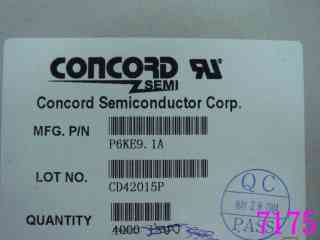 CONCORD
SEMI
Concord Semiconductor Corp.
MFG. P/N
P6KE9.1A
LOT NO.
CD42015P
QC
PASS
QUANTITY
4000
7175